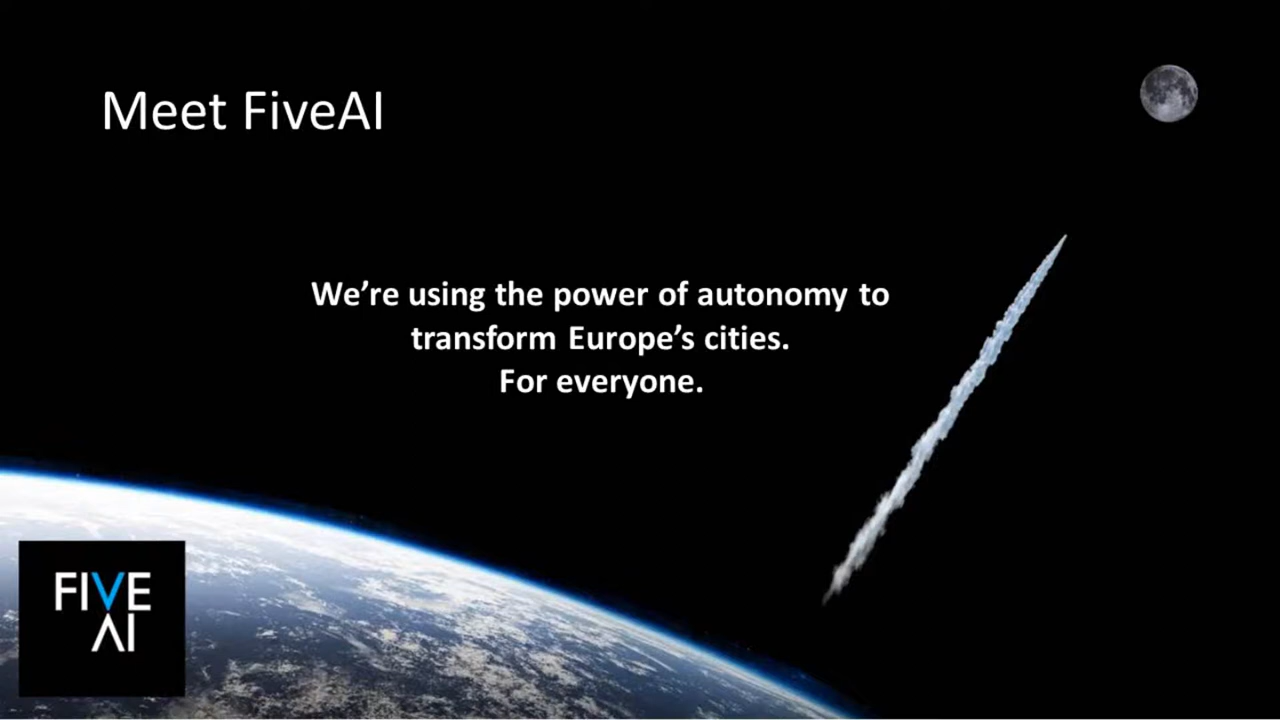 Meet FiveAI
We’re using the power of autonomy to
transform Europe’s cities.
For everyone.
FIVE
AI